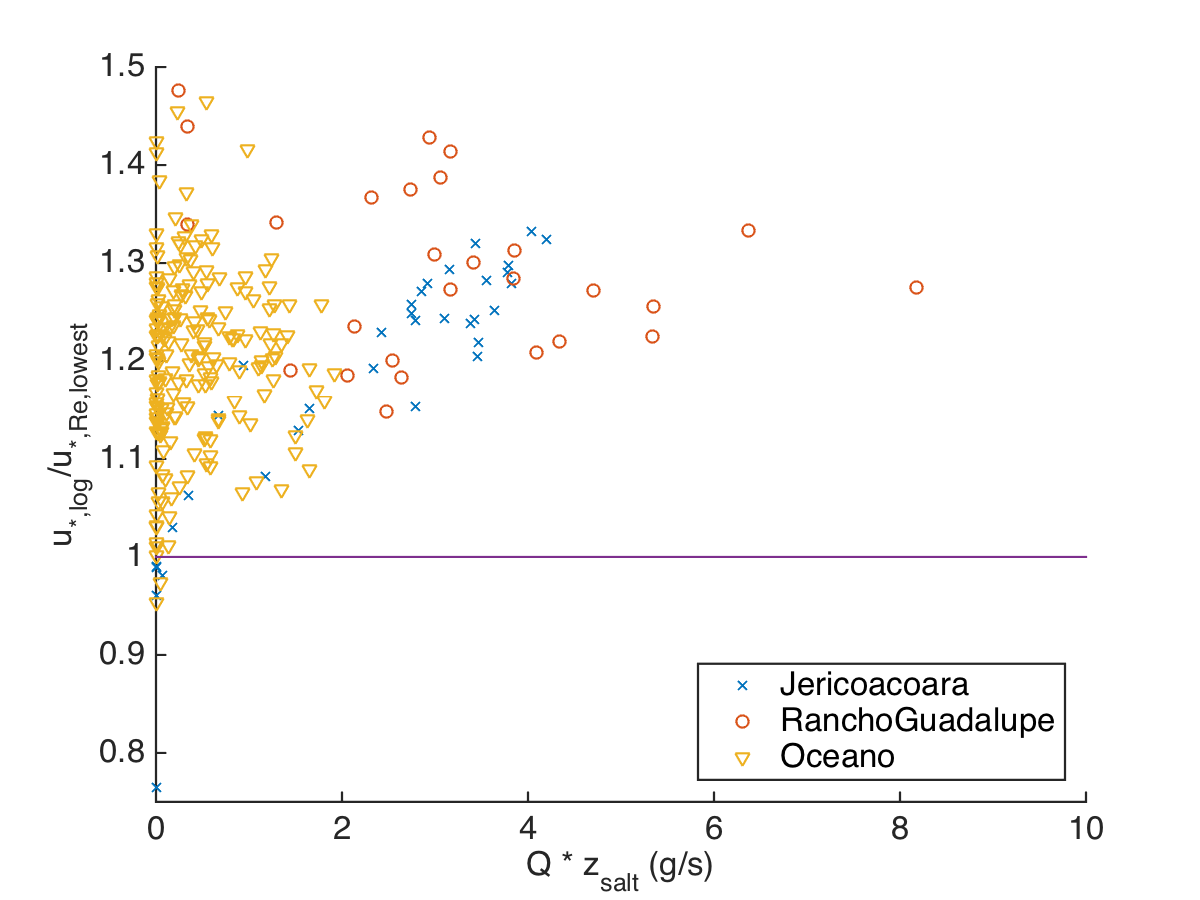 1.5
1.4
1.3
1.2
1.1
1
0.9
0.8
u*,log/u*,Re,lowest
0 2 4 6 8 10
Q * zsalt (g/s)
Jericoacoara
RanchoGuadalupe
Oceano